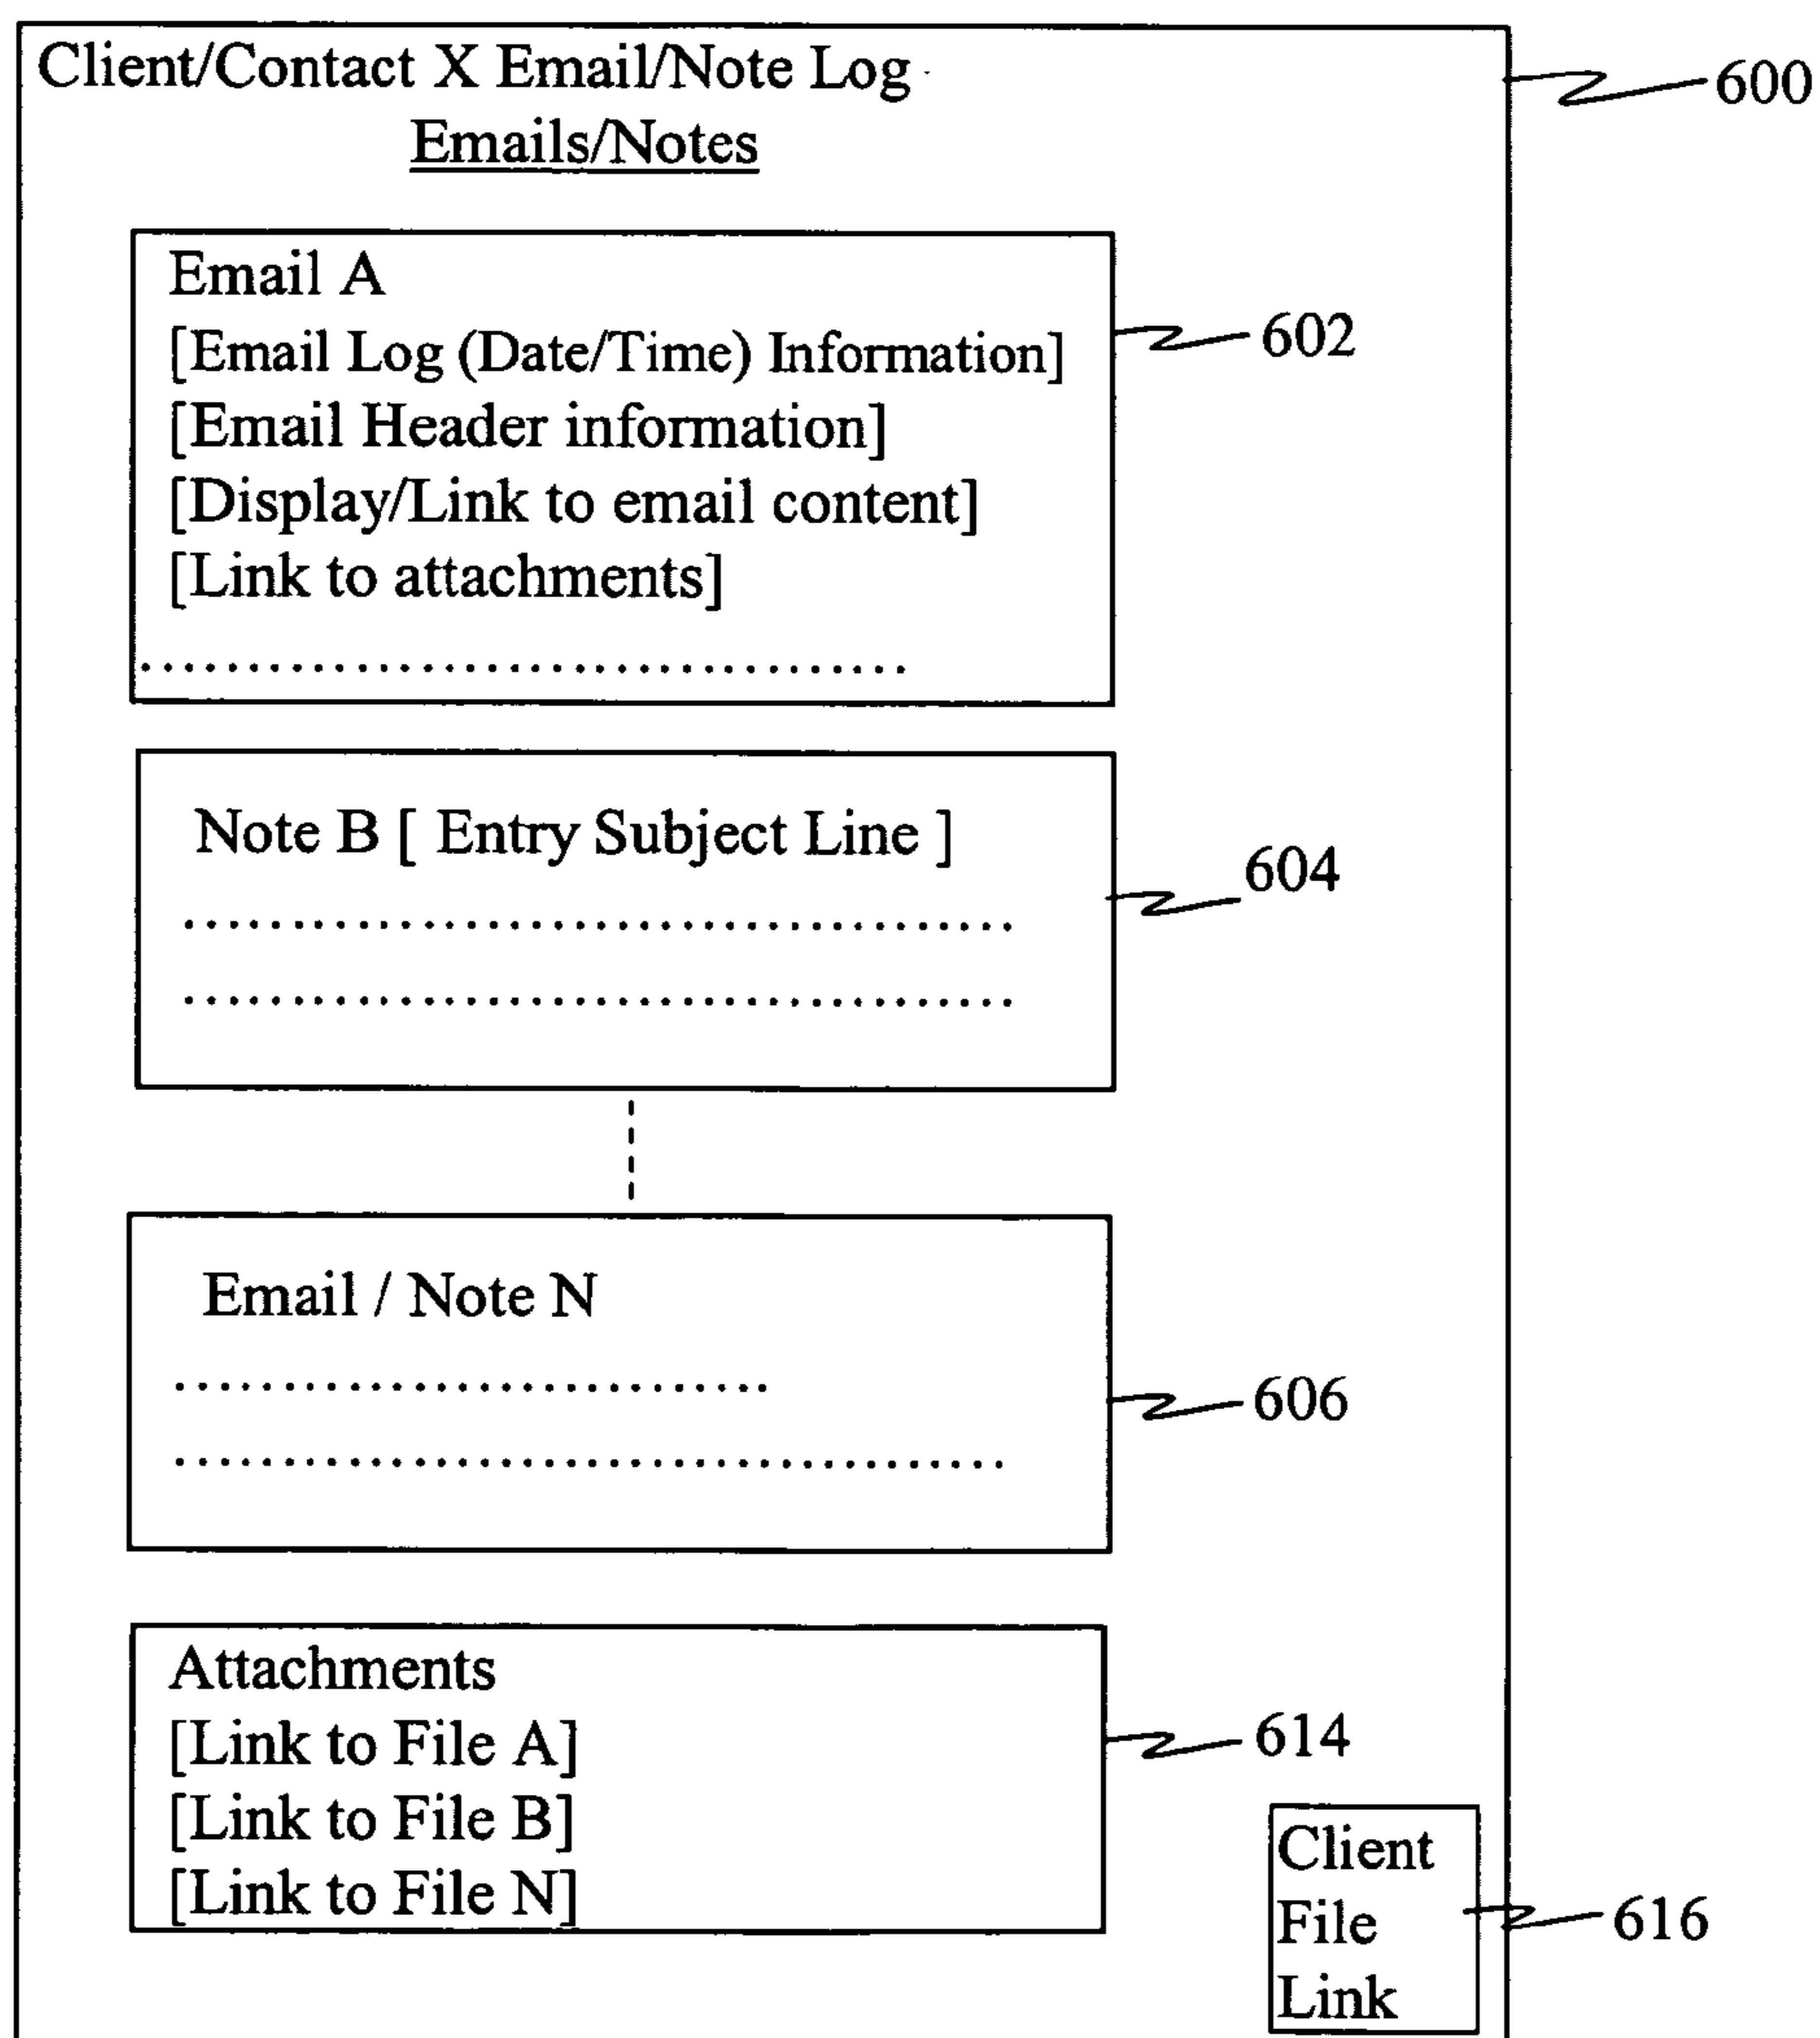 Client/Contact X Email/Note Log
600
Emails/Notes
Email A
[Email Log (Date/Time) Information]
602
[Email Header information]
[Display/Link to email content]
[Link to attachments]
....................................
Note B [ Entry Subject Line ]
604
.......................................
.......................................
Email / Note N
............................
606
.......................................
Attachments
[Link to File A]
614
[Link to File B]
[Link to File N]
Client
File
Link
616